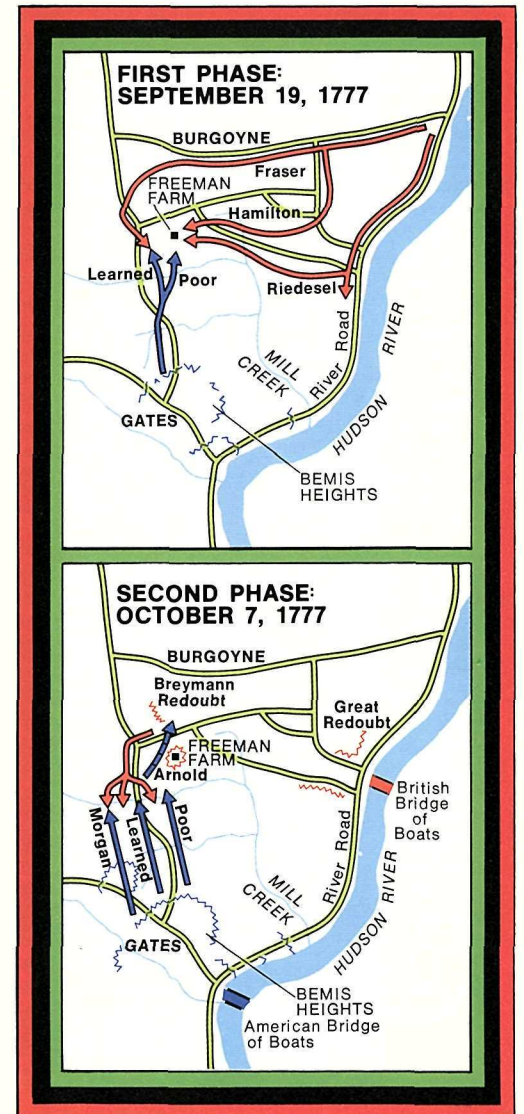 FIRST PHASE:
SEPTEMBER 19, 1777
BURGOYNE
Fraser
FREEMAN
FARM
Hamilton
Learned
Poor
Riedesel
River Road
HUDSON RIVER
MILL
CREEK
GATES
BEMIS
HEIGHTS
SECOND PHASE:
OCTOBER 7, 1777
BURGOYNE
Breymann
Redoubt
Great
Redoubt
FREEMAN
FARM
Arnold
British
Bridge
of
Boats
Morgan
Learned
Poor
River Road
HUDSON RIVER
MILL
CREEK
GATES
BEMIS
HEIGHTS
American Bridge
of Boats